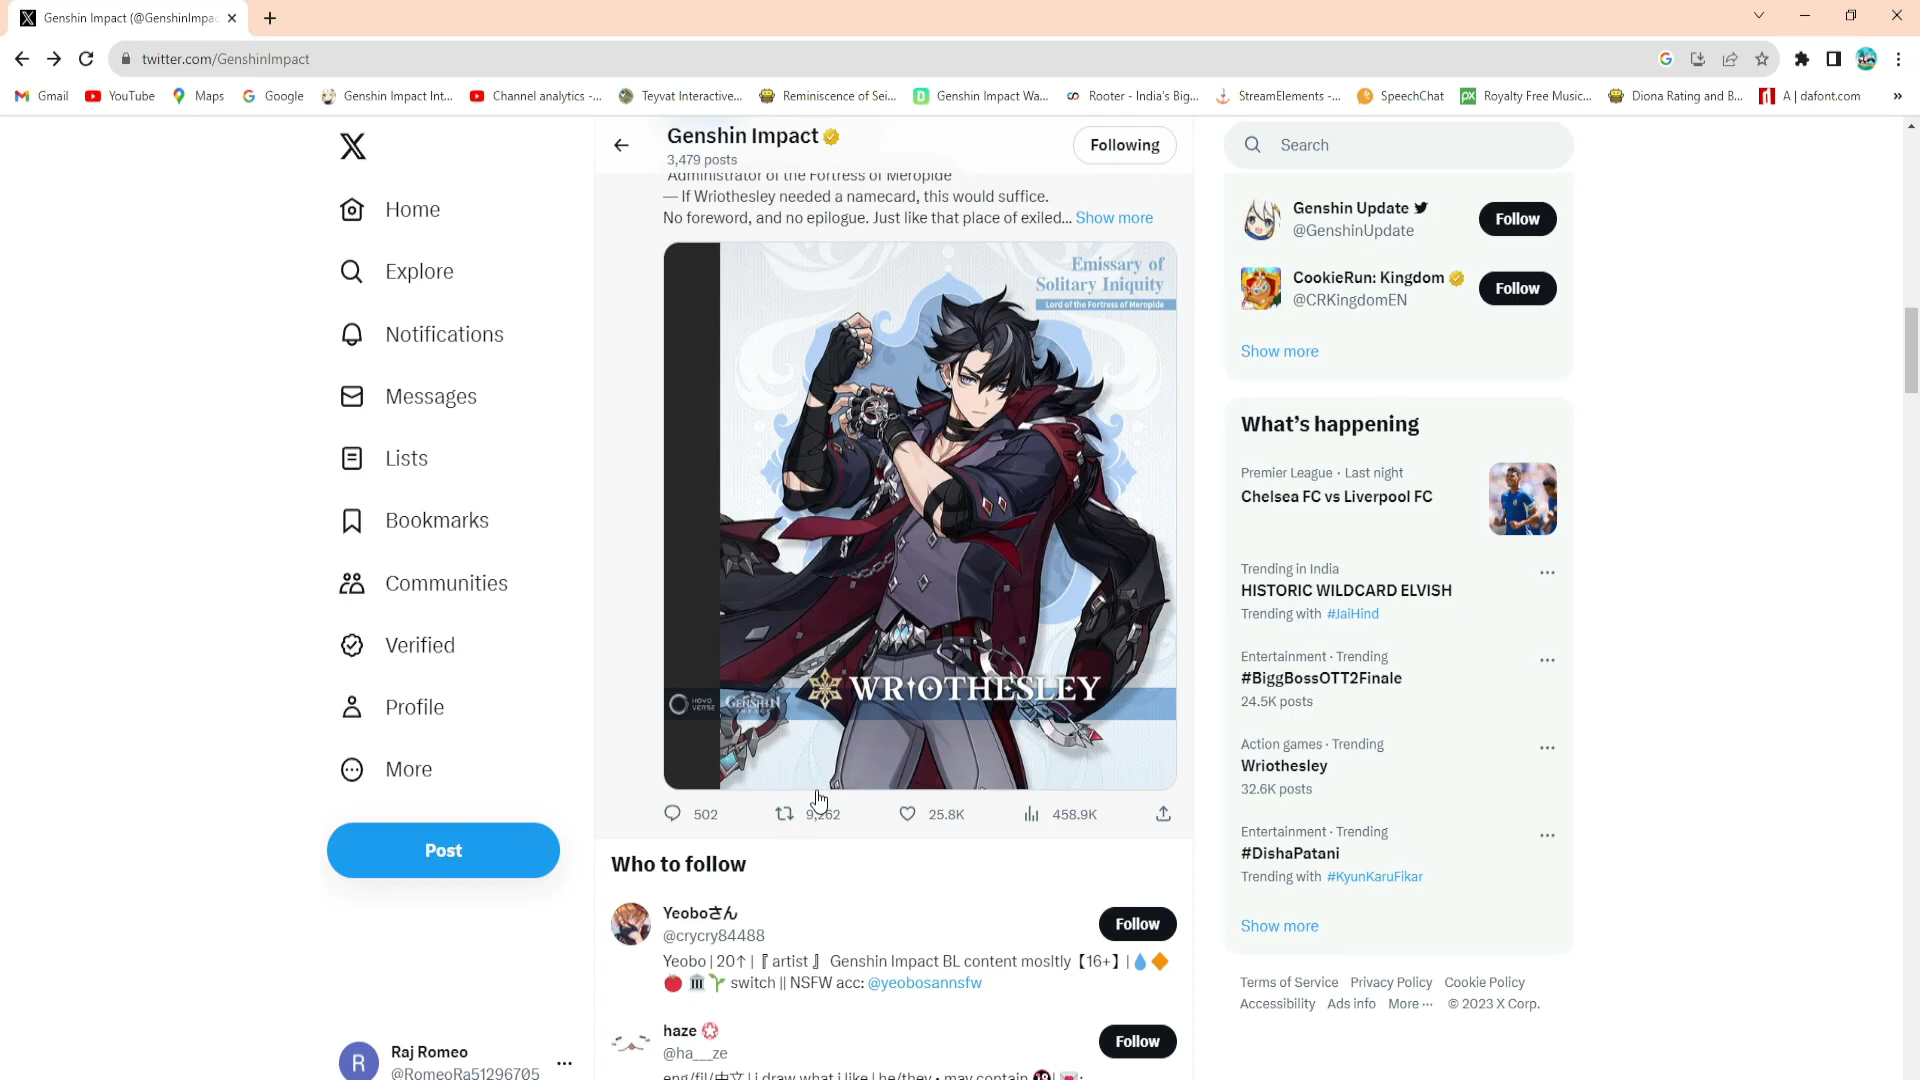 Genshin Impact (@GenshinImpac
twitter.com/GenshinImpact
Gmail
YouTube
Maps
Google
Genshin Impact Int...
Channel analytics -...
Teyvat Interactive...
Reminiscence of Sei...
Genshin Impact Wa...
Rooter - India's Big...
StreamElements -...
SpeechChat
Royalty Free Music...
Diona Rating and B...
A | dafont.com
»
Home
Explore
Notifications
Messages
Lists
Bookmarks
Communities
Verified
Profile
More
Post
R
Raj Romeo
@RomeoRa51296705
Genshin Impact
3,479 posts
Following
Administrator of the Fortress of Meropide
— If Wriothesley needed a namecard, this would suffice.
No foreword, and no epilogue. Just like that place of exiled... Show more
Emissary of
Solitary Iniquity
Lord of the Fortress of Meropide
WRIOTHESLEY
HOYO
VERSE
GENSHIN
IMPACT
502
9,262
25.8K
458.9K
Who to follow
Yeoboさん
@crycry84488
Follow
Yeobo | 20↑ |『 artist 』 Genshin Impact BL content mosltly【16+】| 💧 🔶
🍅 🏛 🌱 switch || NSFW acc: @yeobosannsfw
haze 💮
@ha___ze
Follow
eng/fil/中文 | i draw what i like | he/they • may contain 🔞| 💌:
Search
Genshin Update
@GenshinUpdate
Follow
CookieRun: Kingdom
@CRKingdomEN
Follow
Show more
What's happening
Premier League · Last night
Chelsea FC vs Liverpool FC
Trending in India
HISTORIC WILDCARD ELVISH
Trending with #JaiHind
Entertainment · Trending
#BiggBossOTT2Finale
24.5K posts
Action games · Trending
Wriothesley
32.6K posts
Entertainment · Trending
#DishaPatani
Trending with #KyunKaruFikar
Show more
Terms of Service Privacy Policy Cookie Policy
Accessibility Ads info More ··· © 2023 X Corp.